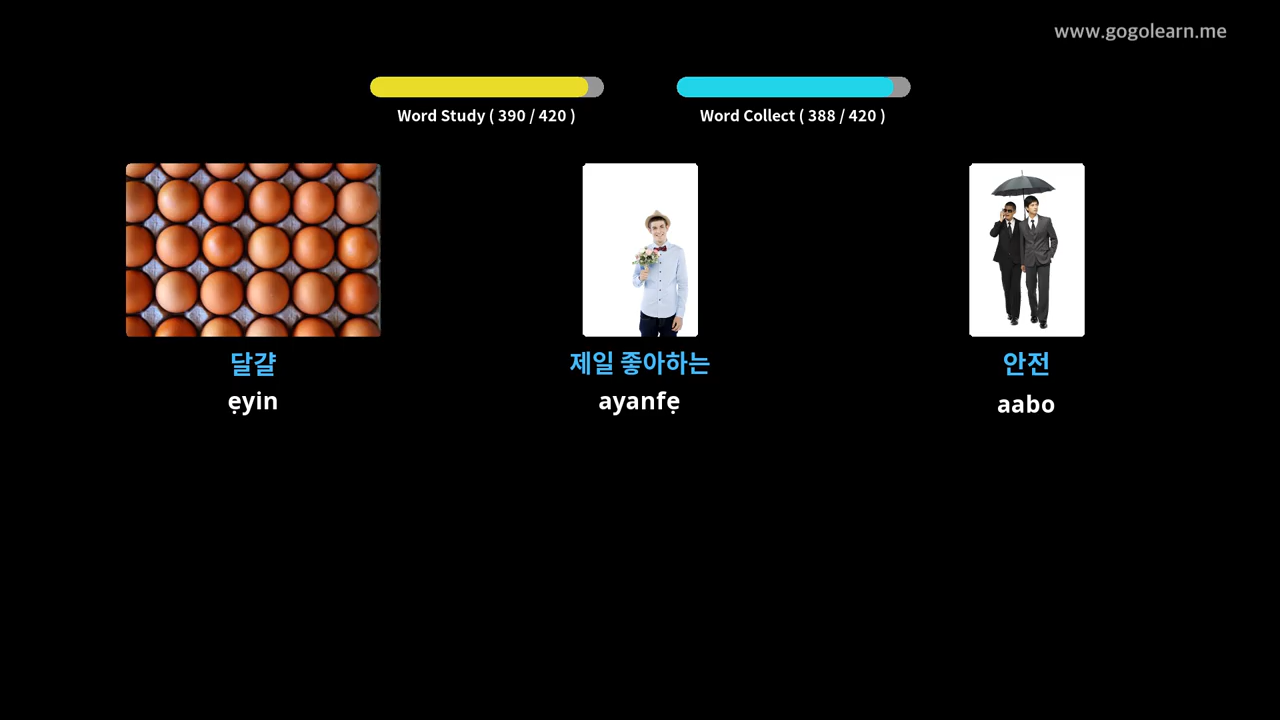 www.gogolearn.me
Word Study ( 390 / 420 )
Word Collect ( 388 / 420 )
달걀
제일 좋아하는
안전
ẹyin
ayanfẹ
aabo